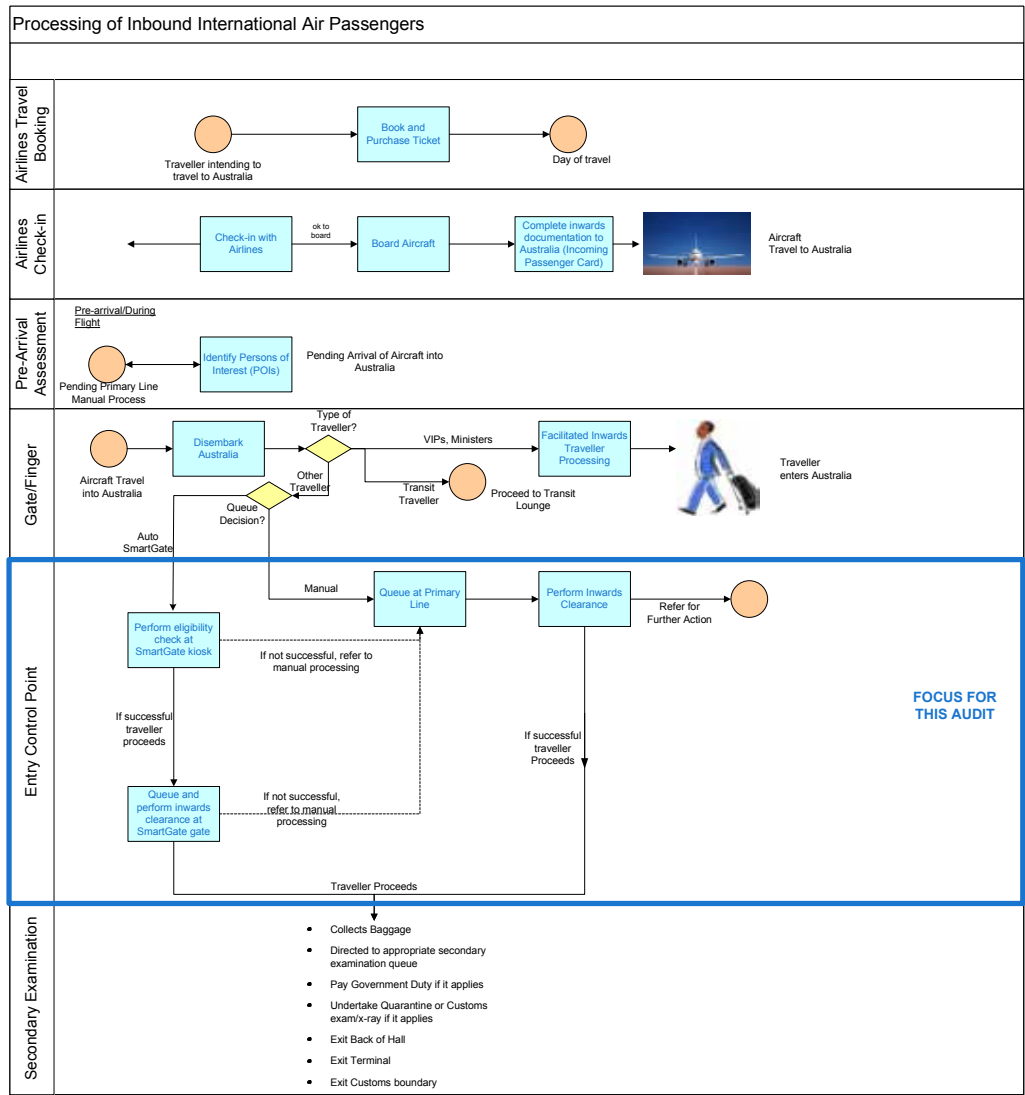 Processing of Inbound International Air Passengers
Airlines Travel
Booking
Traveller intending to
travel to Australia
Book and
Purchase Ticket
Day of travel
Airlines
Check-in
Check-in with
Airlines
ok to
board
Board Aircraft
Complete inwards
documentation to
Australia (Incoming
Passenger Card)
Aircraft
Travel to Australia
Pre-Arrival
Assessment
Pre-arrival/During
Flight
Pending Primary Line
Manual Process
Identify Persons of
Interest (POIs)
Pending Arrival of Aircraft into
Australia
Gate/Finger
Aircraft Travel
into Australia
Disembark
Australia
Type of
Traveller?
VIPs, Ministers
Facilitated Inwards
Traveller
Processing
Traveller
enters Australia
Other
Traveller
Transit
Traveller
Proceed to Transit
Lounge
Queue
Decision?
Auto
SmartGate
Entry Control Point
Manual
Queue at Primary
Line
Perform Inwards
Clearance
Refer for
Further Action
Perform eligibility
check at
SmartGate kiosk
If not successful, refer to
manual processing
FOCUS FOR
THIS AUDIT
If successful
traveller
proceeds
If successful
traveller
Proceeds
Queue and
perform inwards
clearance at
SmartGate gate
If not successful,
refer to manual
processing
Traveller Proceeds
Secondary Examination
• Collects Baggage
• Directed to appropriate secondary
examination queue
• Pay Government Duty if it applies
• Undertake Quarantine or Customs
exam/x-ray if it applies
• Exit Back of Hall
• Exit Terminal
• Exit Customs boundary